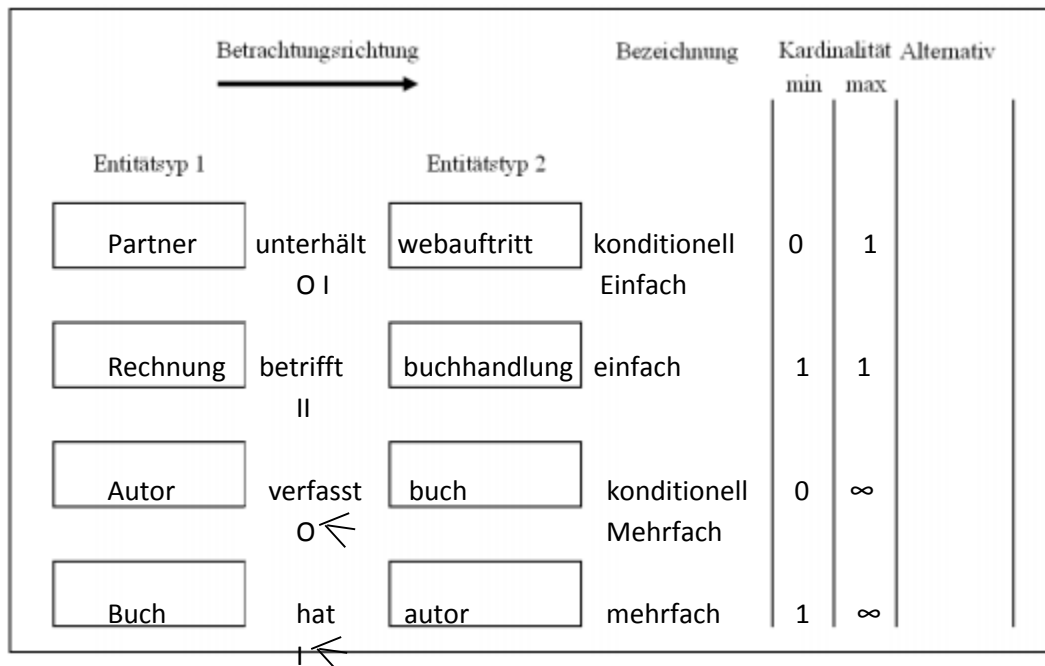 Betrachtungsrichtung Bezeichnung Kardinalität Alternativ
min max
Entitätsyp 1 Entitätstyp 2
Partner unterhält webauftritt konditionell 0 1
O I Einfach
Rechnung betrifft buchhandlung einfach 1 1
II
Autor verfasst buch konditionell 0 ∞
O Mehrfach
Buch hat autor mehrfach 1 ∞
I